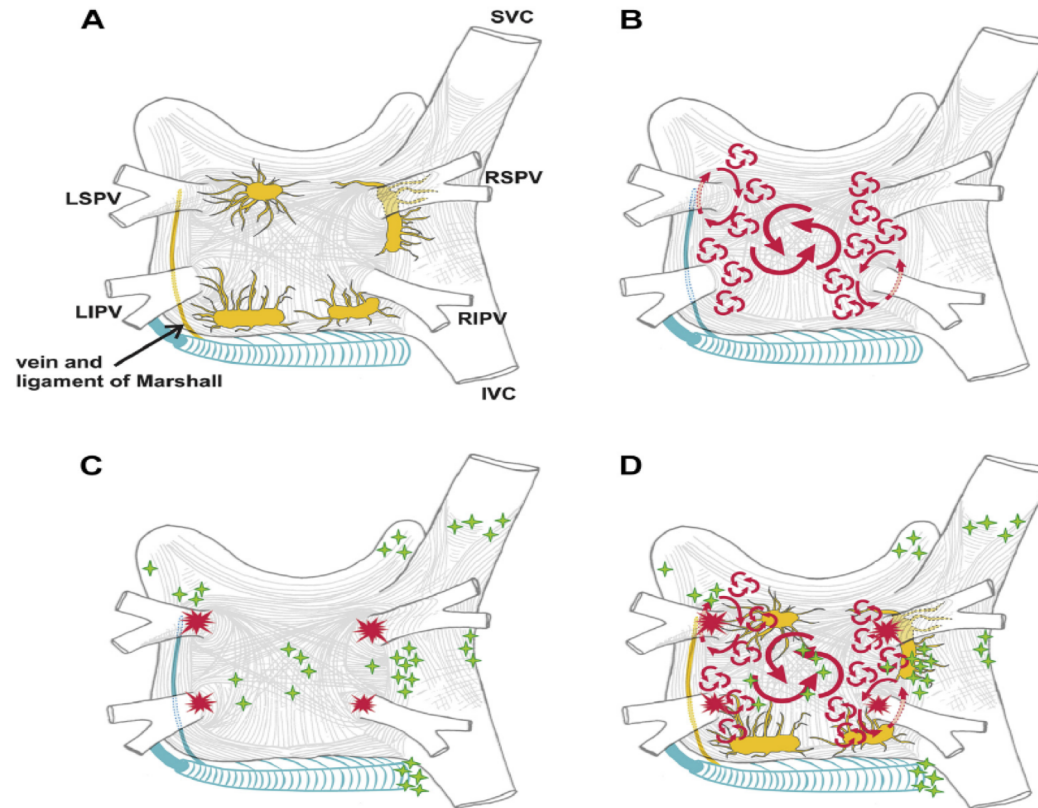 A
SVC
B
LSPV
RSPV
LIPV
RIPV
vein and
ligament of Marshall
IVC
C
D